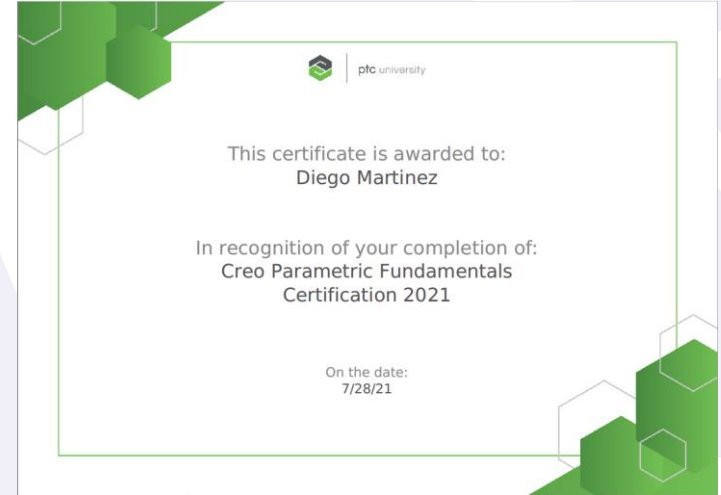 ptc university
This certificate is awarded to:
Diego Martinez
In recognition of your completion of:
Creo Parametric Fundamentals
Certification 2021
On the date:
7/28/21